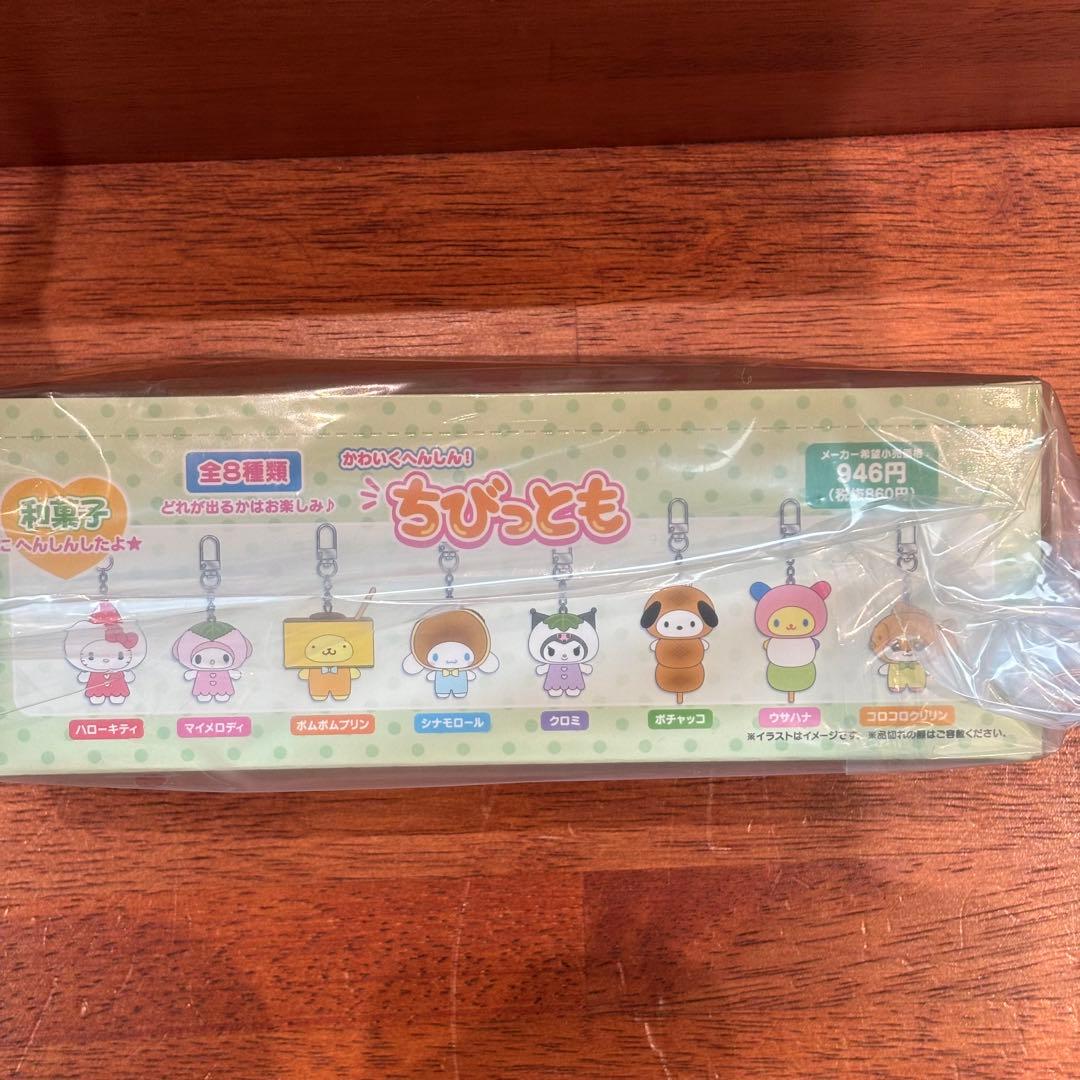 全8種類
どれが出るかはお楽しみ♪
かわいくへんしん!
ちびっとも
メーカー希望小売価格
946円
(税抜860円)
和菓子
にへんしんしたよ★
ハローキティ
マイメロディ
ポムポムプリン
シナモロール
クロミ
ポチャッコ
ウサハナ
コロコロクリリン
※イラストはイメージです。 ※品切れの際はご容赦ください。